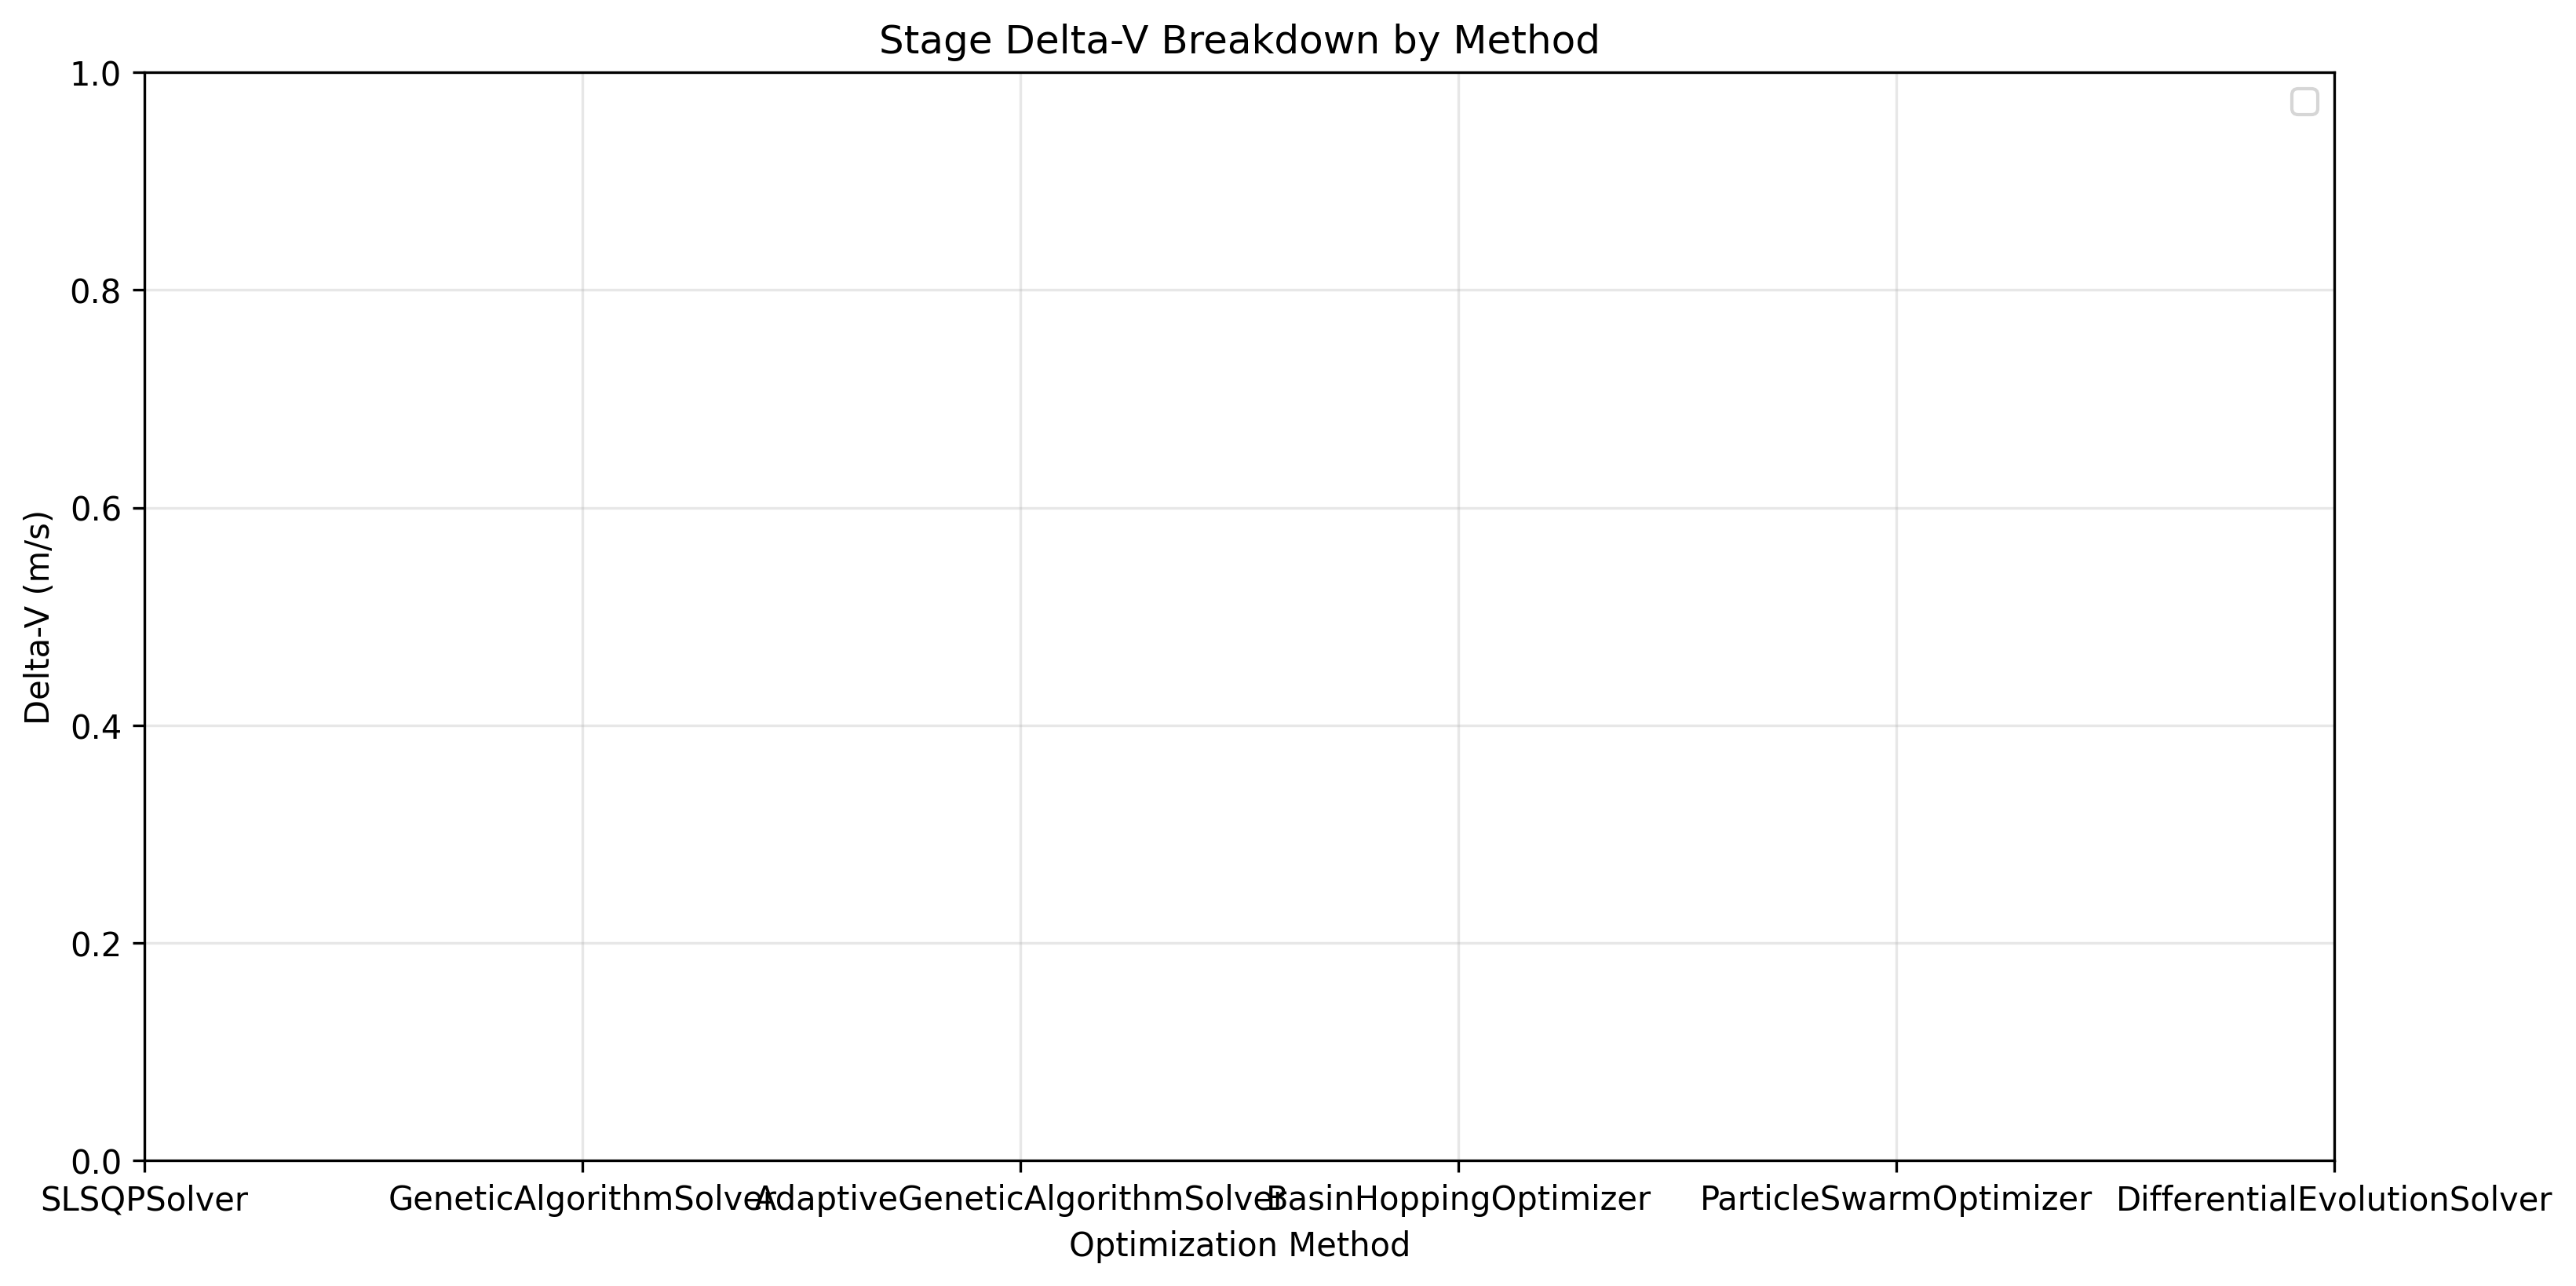 Stage Delta-V Breakdown by Method
1.0
0.8
0.6
0.4
0.2
0.0
Delta-V (m/s)
SLSQPSolver GeneticAlgorithmSolver AdaptiveGeneticAlgorithmSolver BasinHoppingOptimizer ParticleSwarmOptimizer DifferentialEvolutionSolver
Optimization Method